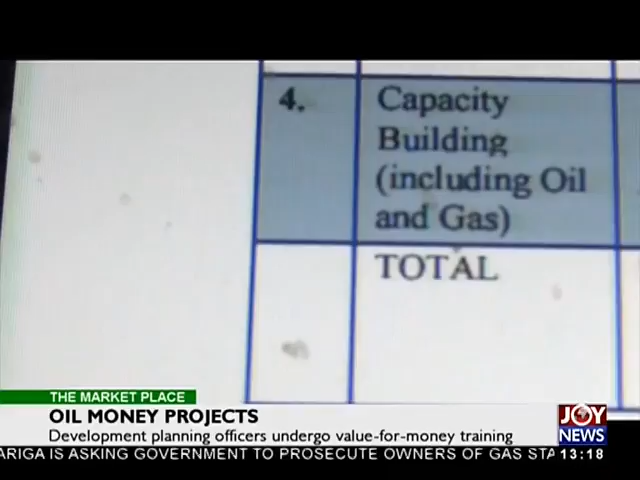 4.
Capacity
Building
(including Oil
and Gas)
TOTAL
THE MARKET PLACE
OIL MONEY PROJECTS
Development planning officers undergo value-for-money training
JOY
NEWS
ARIGA IS ASKING GOVERNMENT TO PROSECUTE OWNERS OF GAS STA
13:18